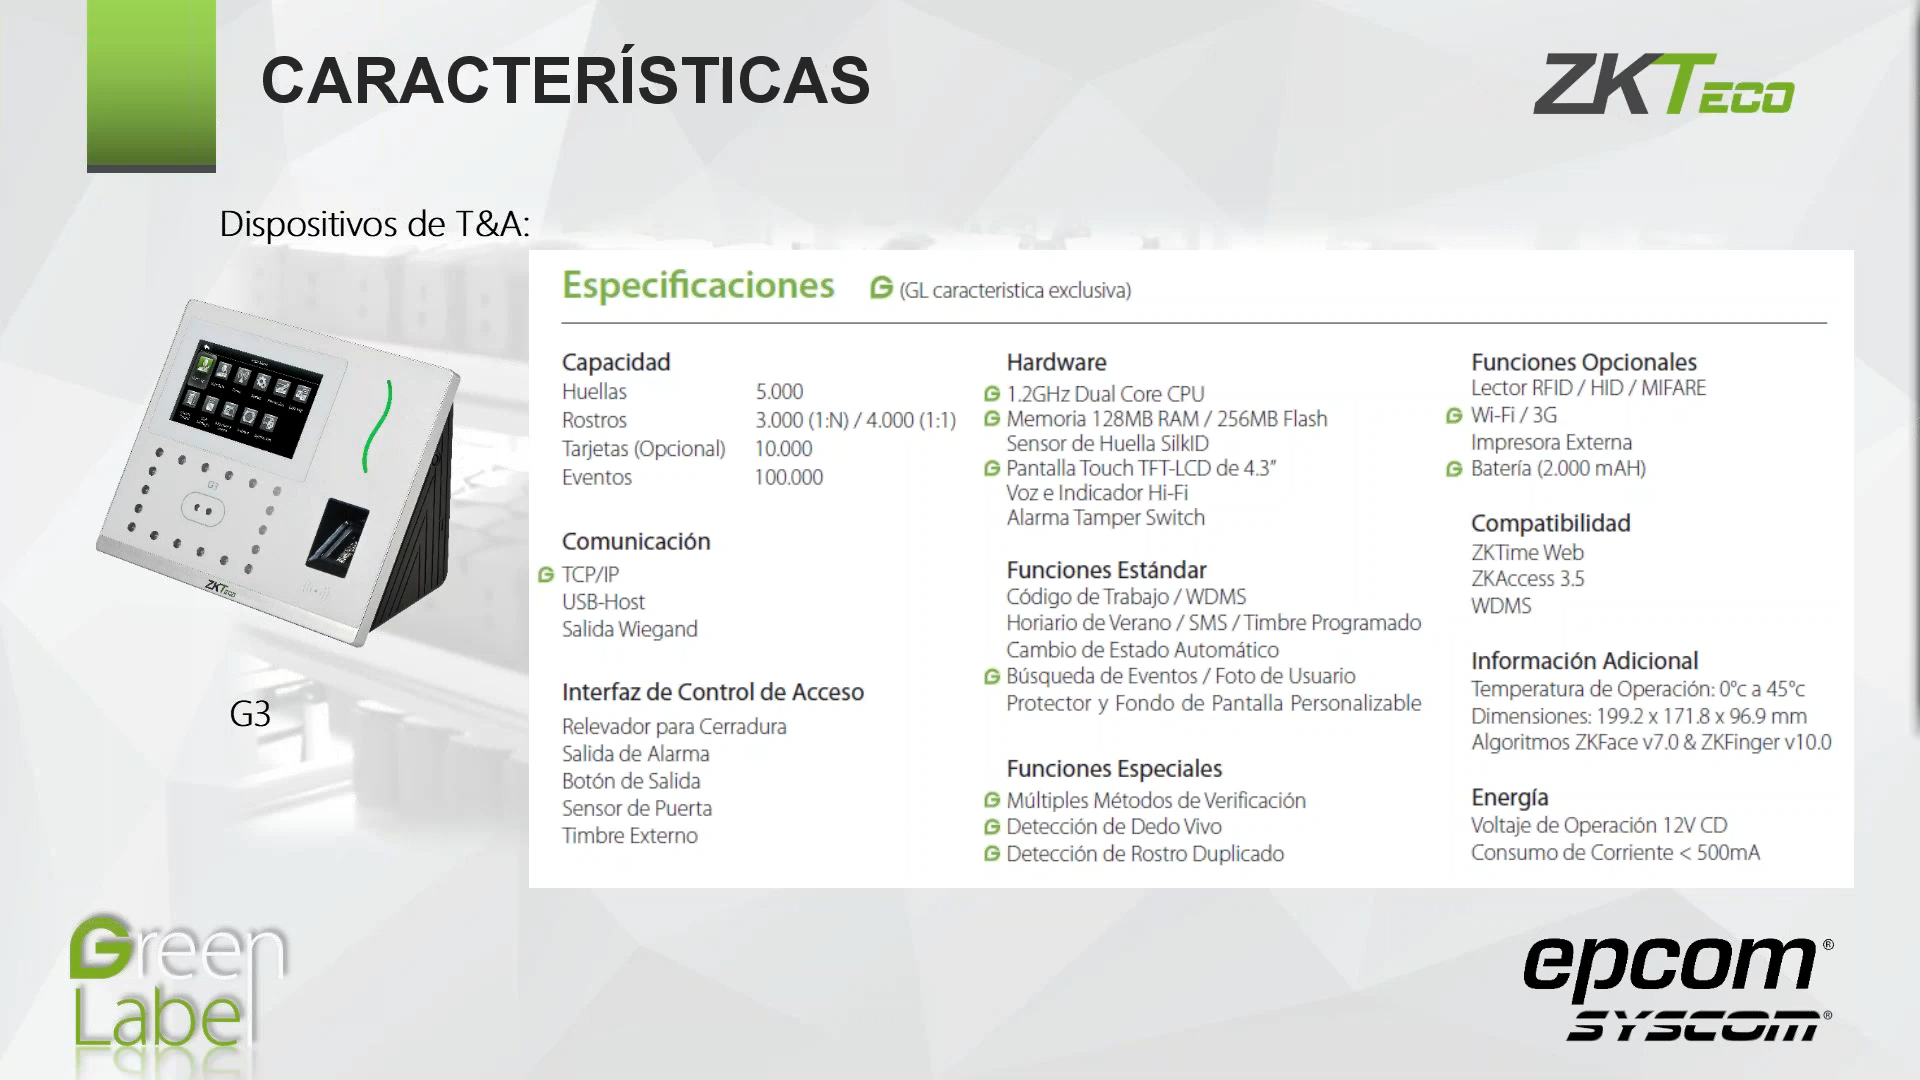 CARACTERÍSTICAS
ZKTECO
Dispositivos de T&A:
Especificaciones
G (GL caracteristica exclusiva)
Capacidad
Huellas 5.000
Rostros 3.000 (1:N) / 4.000 (1:1)
Tarjetas (Opcional) 10.000
Eventos 100.000
Comunicación
G TCP/IP
USB-Host
Salida Wiegand
Interfaz de Control de Acceso
Relevador para Cerradura
Salida de Alarma
Botón de Salida
Sensor de Puerta
Timbre Externo
Hardware
G 1.2GHz Dual Core CPU
G Memoria 128MB RAM / 256MB Flash
Sensor de Huella SilkID
G Pantalla Touch TFT-LCD de 4.3”
Voz e Indicador Hi-Fi
Alarma Tamper Switch
Funciones Estándar
Código de Trabajo / WDMS
Horiario de Verano / SMS / Timbre Programado
Cambio de Estado Automático
G Búsqueda de Eventos / Foto de Usuario
Protector y Fondo de Pantalla Personalizable
Funciones Especiales
G Múltiples Métodos de Verificación
G Detección de Dedo Vivo
G Detección de Rostro Duplicado
Funciones Opcionales
Lector RFID / HID / MIFARE
G Wi-Fi / 3G
Impresora Externa
G Batería (2.000 mAH)
Compatibilidad
ZKTime Web
ZKAccess 3.5
WDMS
Información Adicional
Temperatura de Operación: 0°c a 45°c
Dimensiones: 199.2 x 171.8 x 96.9 mm
Algoritmos ZKFace v7.0 & ZKFinger v10.0
Energía
Voltaje de Operación 12V CD
Consumo de Corriente < 500mA
G3
ZKTECO
G3
Green
Label
epcom®
SYSCOM®